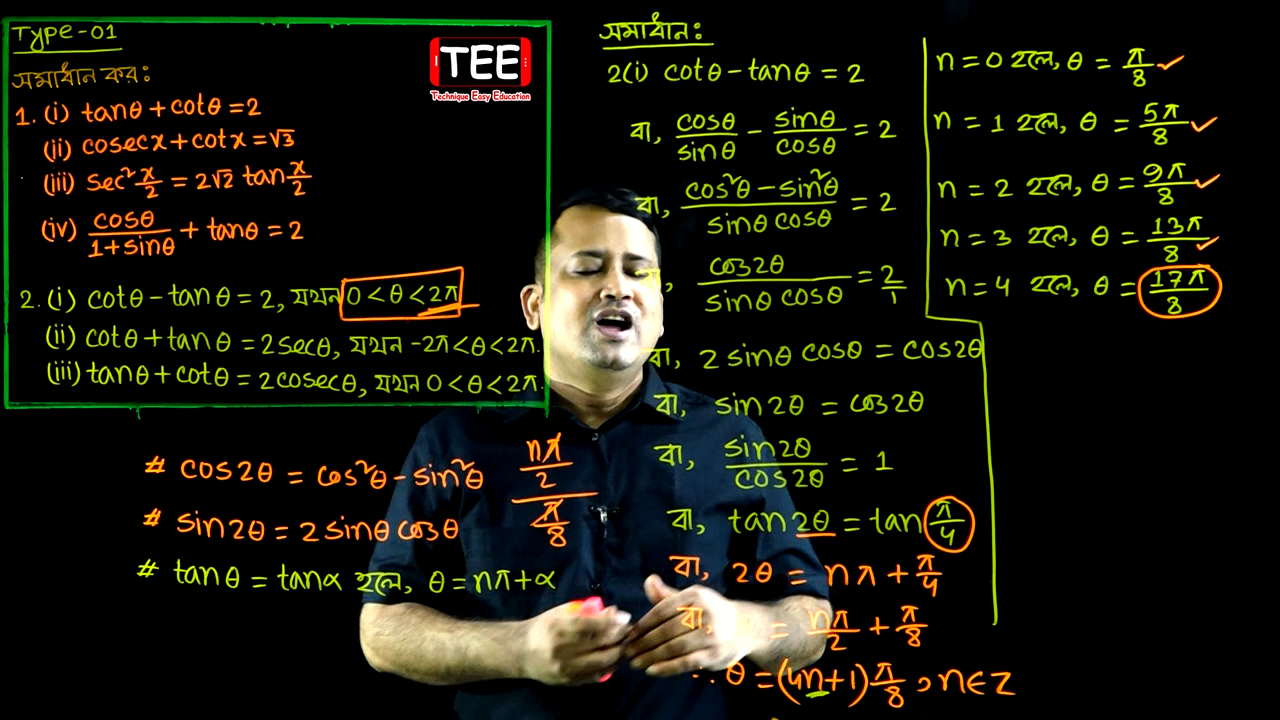 Type-01
সমাধান কর:
1. (i) tanθ + cotθ = 2
(ii) cosecx + cotx = √3
(iii) sec² x/2 = 2√2 tan x/2
(iv) cosθ/(1+sinθ) + tanθ = 2
2. (i) cotθ - tanθ = 2, যখন 0 < θ < 2π
(ii) cotθ + tanθ = 2secθ, যখন -2π < θ < 2π.
(iii) tanθ + cotθ = 2cosecθ, যখন 0 < θ < 2π.
TEE
Technique Easy Education
# cos2θ = cos²θ - sin²θ
# sin2θ = 2 sinθ cosθ
# tanθ = tanα হলে, θ = nπ + α
nπ/2
π/8
সমাধান:
2(i) cotθ - tanθ = 2
বা, cosθ/sinθ - sinθ/cosθ = 2
বা, (cos²θ - sin²θ)/(sinθ cosθ) = 2
, cos2θ/(sinθ cosθ) = 2/1
বা, 2 sinθ cosθ = cos2θ
বা, sin2θ = cos2θ
বা, sin2θ/cos2θ = 1
বা, tan2θ = tan π/4
বা, 2θ = nπ + π/4
বা, = nπ/2 + π/8
∴ θ = (4n+1) π/8, n∈Z
n = 0 হলে, θ = π/8 ✓
n = 1 হলে, θ = 5π/8 ✓
n = 2 হলে, θ = 9π/8 ✓
n = 3 হলে, θ = 13π/8 ✓
n = 4 হলে, θ = 17π/8